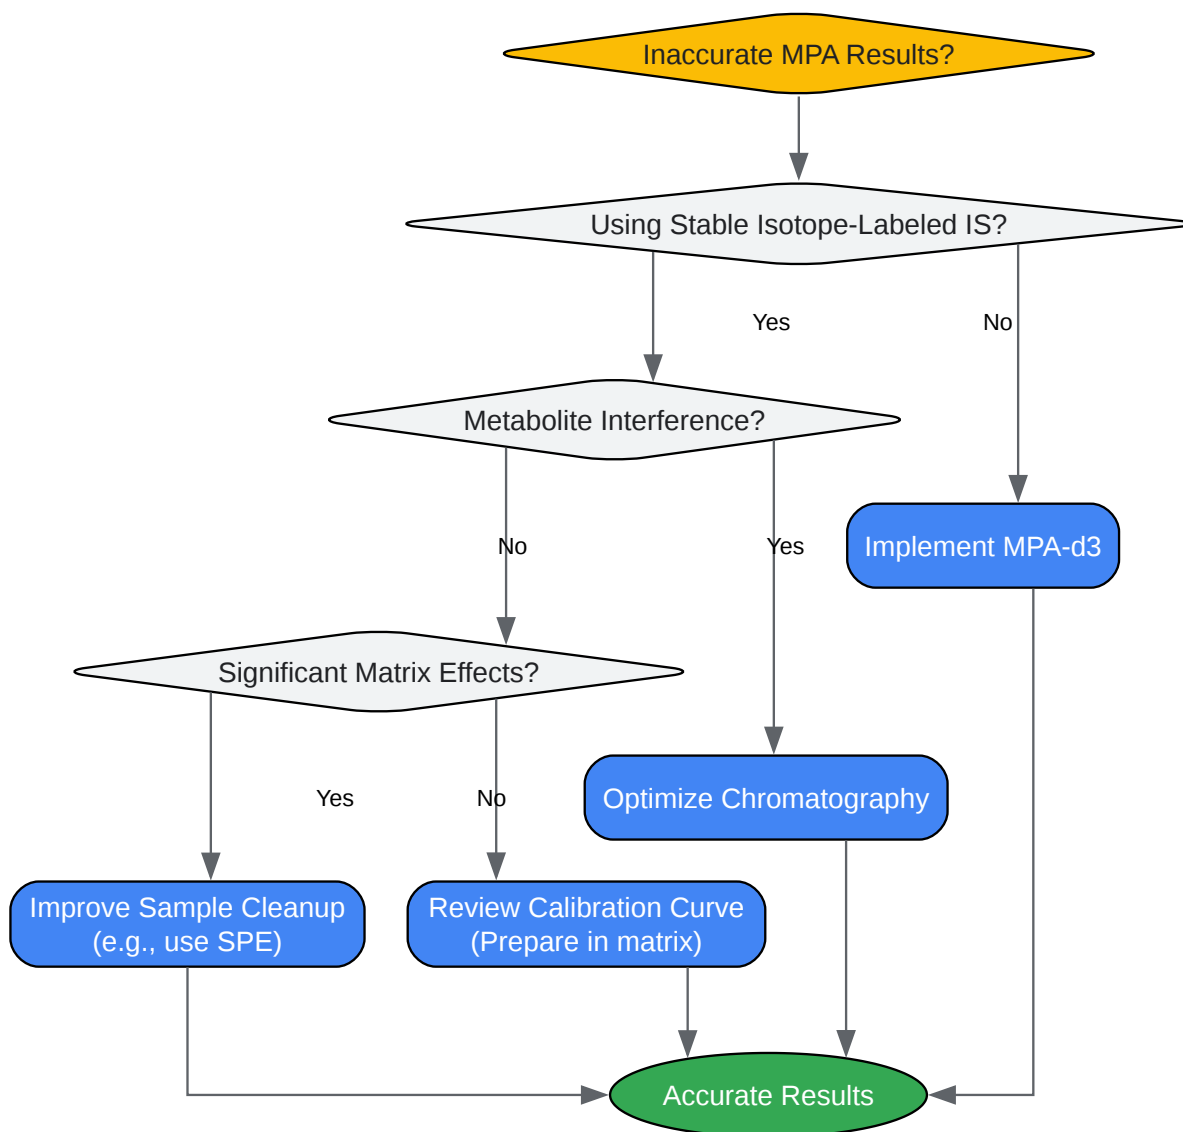 Inaccurate MPA Results?
Using Stable Isotope-Labeled IS?
Yes
No
Metabolite Interference?
No
Yes
Implement MPA-d3
Significant Matrix Effects?
Yes
No
Optimize Chromatography
Improve Sample Cleanup
(e.g., use SPE)
Review Calibration Curve
(Prepare in matrix)
Accurate Results